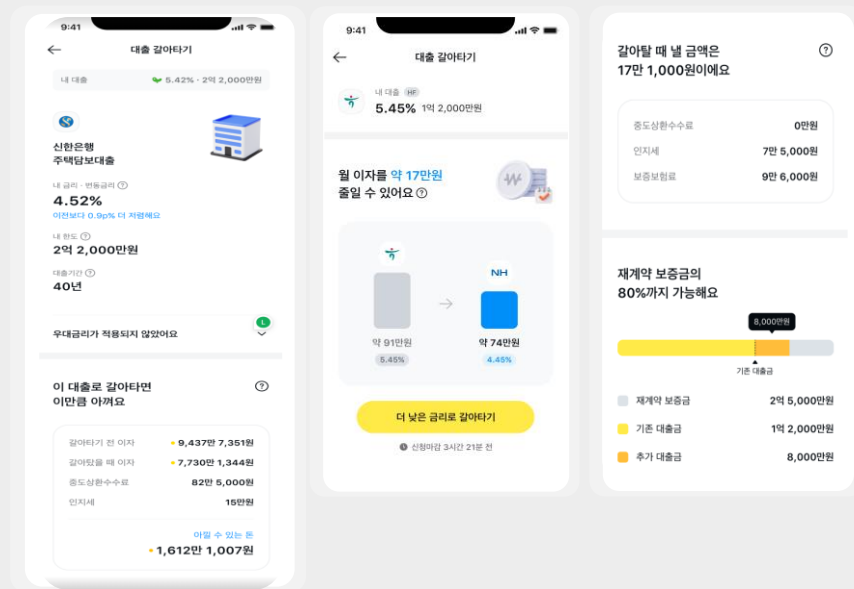 9:41
대출 갈아타기
내 대출 5.42% · 2억 2,000만원
신한은행
주택담보대출
내 금리 · 변동금리 ?
4.52%
이전보다 0.9p% 더 저렴해요
내 한도 ?
2억 2,000만원
대출기간 ?
40년
우대금리가 적용되지 않았어요
L
이 대출로 갈아타면 ?
이만큼 아껴요
갈아타기 전 이자 9,437만 7,351원
갈아탔을 때 이자 7,730만 1,344원
중도상환수수료 82만 5,000원
인지세 15만원
아낄 수 있는 돈
1,612만 1,007원
9:41
대출 갈아타기
내 대출 HF
5.45% 1억 2,000만원
월 이자를 약 17만원
줄일 수 있어요 ?
NH
약 91만원 약 74만원
5.45% 4.45%
더 낮은 금리로 갈아타기
신청마감 3시간 21분 전
갈아탈 때 낼 금액은 ?
17만 1,000원이에요
중도상환수수료 0만원
인지세 7만 5,000원
보증보험료 9만 6,000원
재계약 보증금의
80%까지 가능해요
8,000만원
기존 대출금
재계약 보증금 2억 5,000만원
기존 대출금 1억 2,000만원
추가 대출금 8,000만원